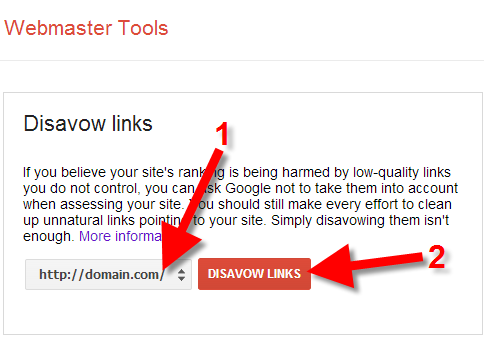 Webmaster Tools
Disavow links
1
If you believe your site's ranking is being harmed by low-quality links
you do not control, you can ask Google not to take them into account
when assessing your site. You should still make every effort to clean
up unnatural links pointing to your site. Simply disavowing them isn't
enough. More informa
http://domain.com/
DISAVOW LINKS
2